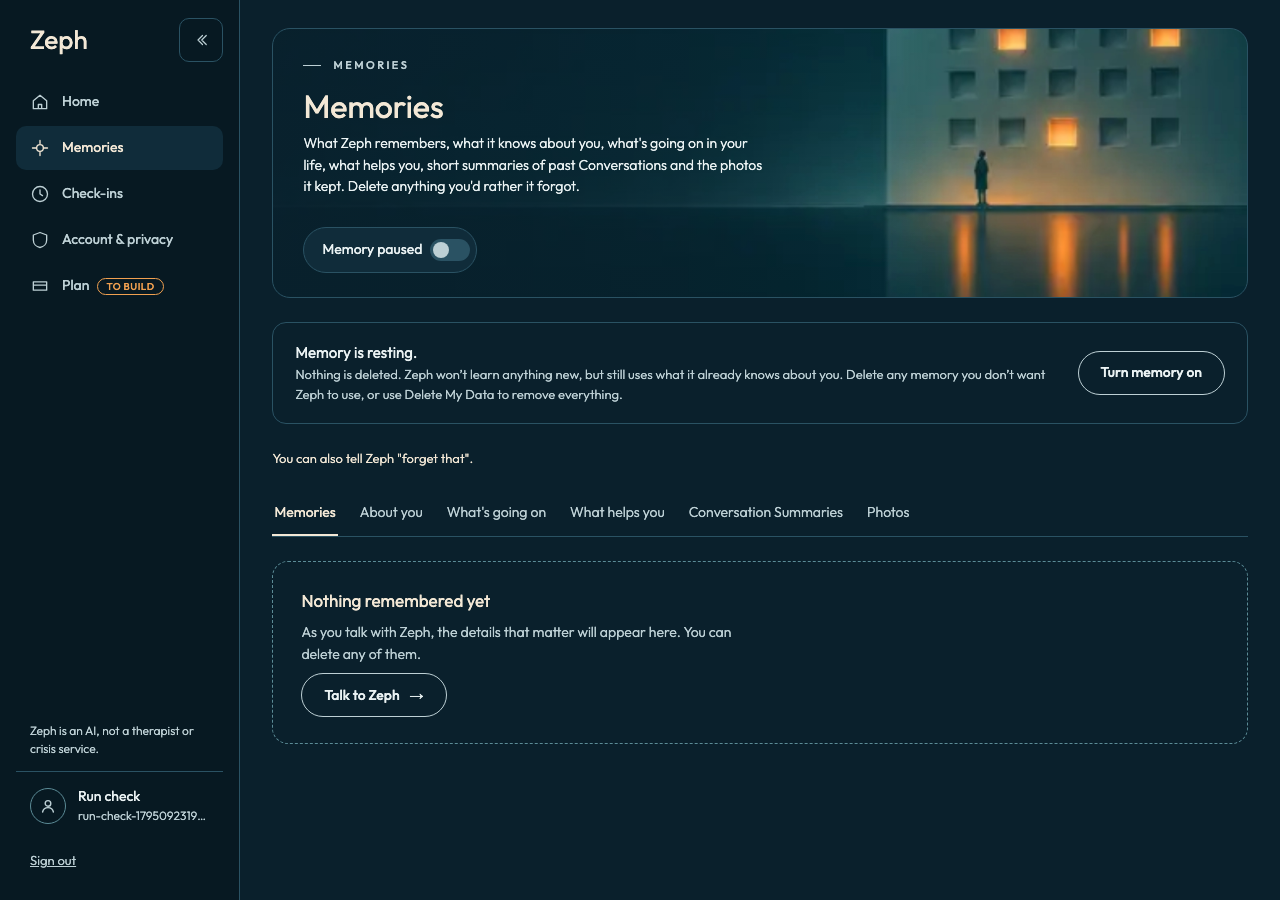 Zeph
Home
Memories
Check-ins
Account & privacy
Plan TO BUILD
Zeph is an AI, not a therapist or
crisis service.
Run check
run-check-1795092319...
Sign out
MEMORIES
Memories
What Zeph remembers, what it knows about you, what's going on in your
life, what helps you, short summaries of past Conversations and the photos
it kept. Delete anything you'd rather it forgot.
Memory paused
Memory is resting.
Nothing is deleted. Zeph won't learn anything new, but still uses what it already knows about you. Delete any memory you don't want
Zeph to use, or use Delete My Data to remove everything.
Turn memory on
You can also tell Zeph "forget that".
Memories About you What's going on What helps you Conversation Summaries Photos
Nothing remembered yet
As you talk with Zeph, the details that matter will appear here. You can
delete any of them.
Talk to Zeph →